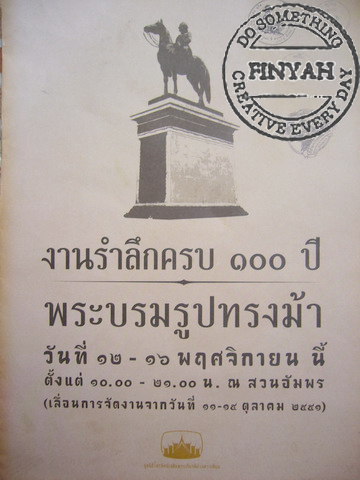 DO SOMETHING
FINYAH
CREATIVE EVERY DAY
งานรำลึกครบ ๑๐๐ ปี
พระบรมรูปทรงม้า
วันที่ ๑๒ - ๑๖ พฤศจิกายน นี้
ตั้งแต่ ๑๐.๐๐ - ๒๑.๐๐ น. ณ สวนอัมพร
(เลื่อนการจัดงานจากวันที่ ๑๑-๑๙ ตุลาคม ๒๕๕๑)